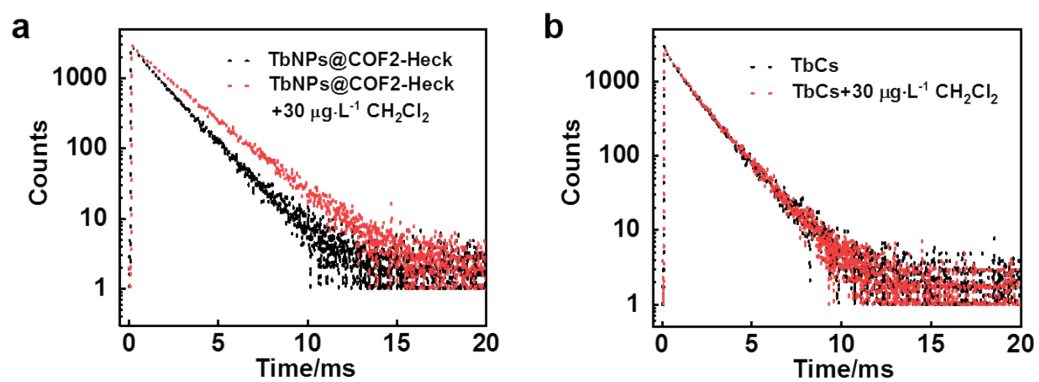 a
TbNPs@COF2-Heck
TbNPs@COF2-Heck
+30 μg·L⁻¹ CH₂Cl₂
Counts
1000
100
10
1
0 5 10 15 20
Time/ms
b
TbCs
TbCs+30 μg·L⁻¹ CH₂Cl₂
Counts
1000
100
10
1
0 5 10 15 20
Time/ms